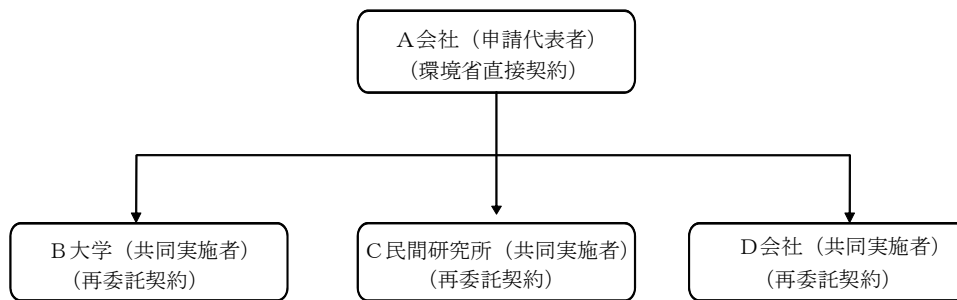 A会社（申請代表者）
（環境省直接契約）
B大学（共同実施者）
（再委託契約）
C民間研究所（共同実施者）
（再委託契約）
D会社（共同実施者）
（再委託契約）